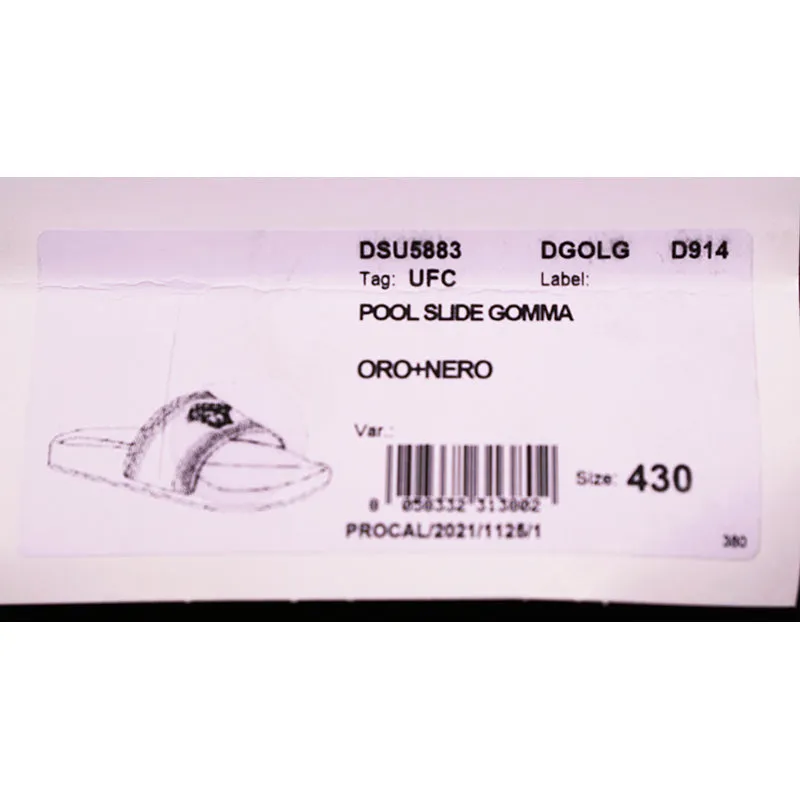 DSU5883 DGOLG D914
Tag: UFC Label:
POOL SLIDE GOMMA
ORO+NERO
Var.:
8 050332 313002
Size: 430
PROCAL/2021/1125/1
380